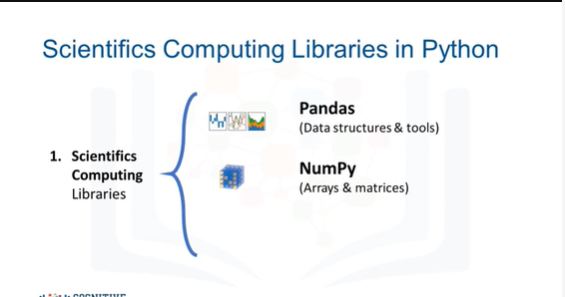 Scientifics Computing Libraries in Python
1. Scientifics
Computing
Libraries
Pandas
(Data structures & tools)
NumPy
(Arrays & matrices)